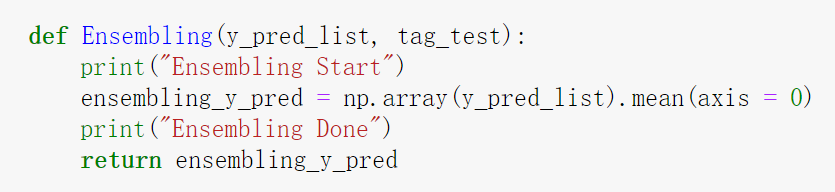 def Ensembling(y_pred_list, tag_test):
    print("Ensembling Start")
    ensembling_y_pred = np.array(y_pred_list).mean(axis = 0)
    print("Ensembling Done")
    return ensembling_y_pred